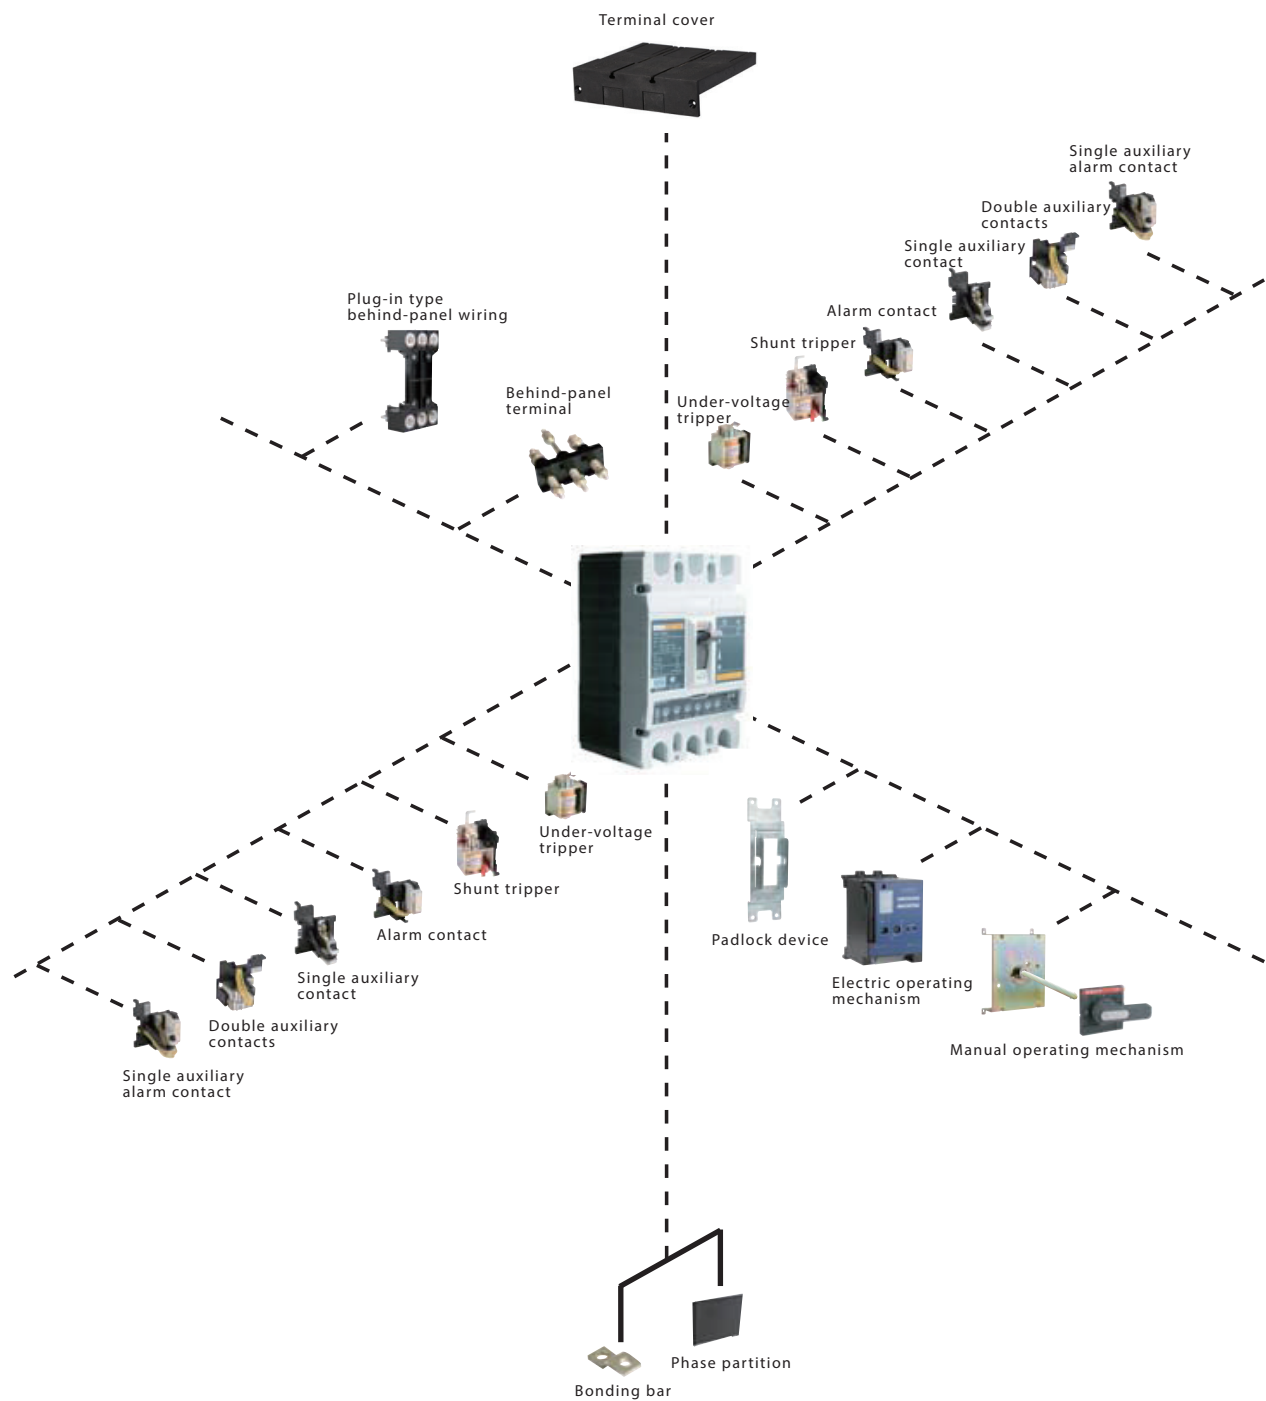 Terminal cover
Single auxiliary
alarm contact
Double auxiliary
contacts
Single auxiliary
contact
Plug-in type
behind-panel wiring
Alarm contact
Shunt tripper
Behind-panel
terminal
Under-voltage
tripper
Under-voltage
tripper
Shunt tripper
Alarm contact
Single auxiliary
contact
Double auxiliary
contacts
Single auxiliary
alarm contact
Padlock device
Electric operating
mechanism
Manual operating mechanism
Phase partition
Bonding bar